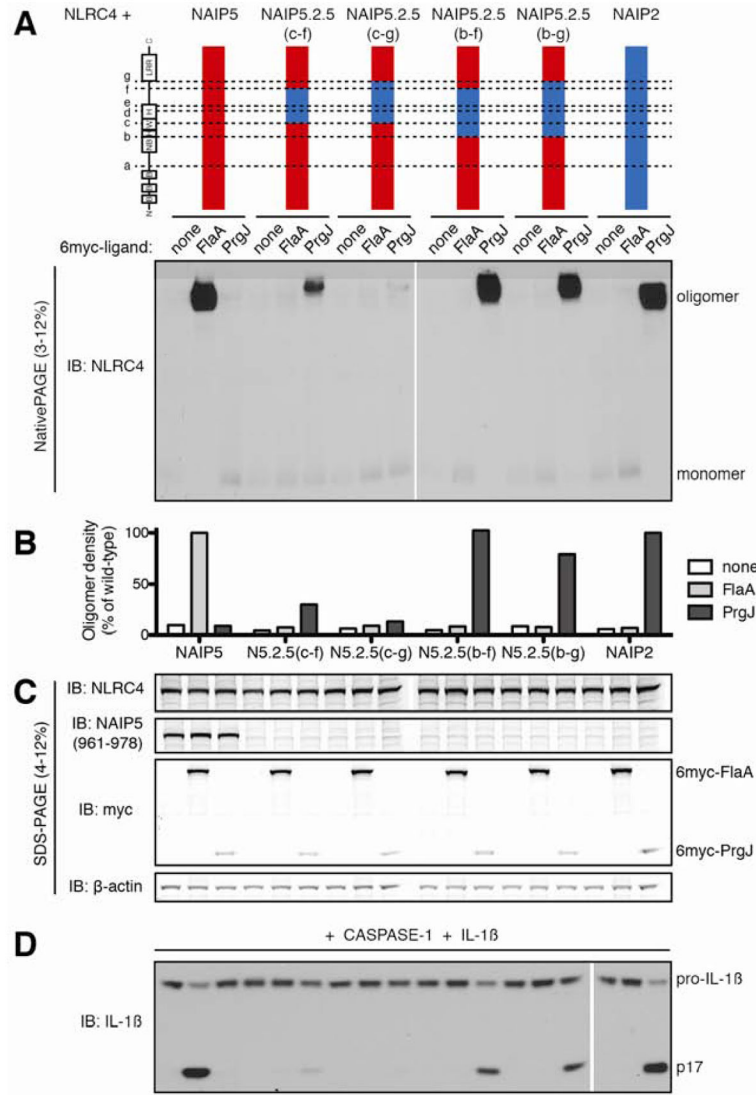 A
NLRC4 +
NAIP5
NAIP5.2.5
(c-f)
NAIP5.2.5
(c-g)
NAIP5.2.5
(b-f)
NAIP5.2.5
(b-g)
NAIP2
C
LRR
g
f
e
d
H
c
W
b
NB
a
N
6myc-ligand:
none FlaA PrgJ none FlaA PrgJ none FlaA PrgJ none FlaA PrgJ none FlaA PrgJ none FlaA PrgJ
NativePAGE (3-12%)
IB: NLRC4
oligomer
monomer
B
Oligomer density
(% of wild-type)
100
50
0
NAIP5 N5.2.5(c-f) N5.2.5(c-g) N5.2.5(b-f) N5.2.5(b-g) NAIP2
none
FlaA
PrgJ
C
SDS-PAGE (4-12%)
IB: NLRC4
IB: NAIP5
(961-978)
IB: myc
6myc-FlaA
6myc-PrgJ
IB: β-actin
D
+ CASPASE-1 + IL-1ß
IB: IL-1ß
pro-IL-1ß
p17